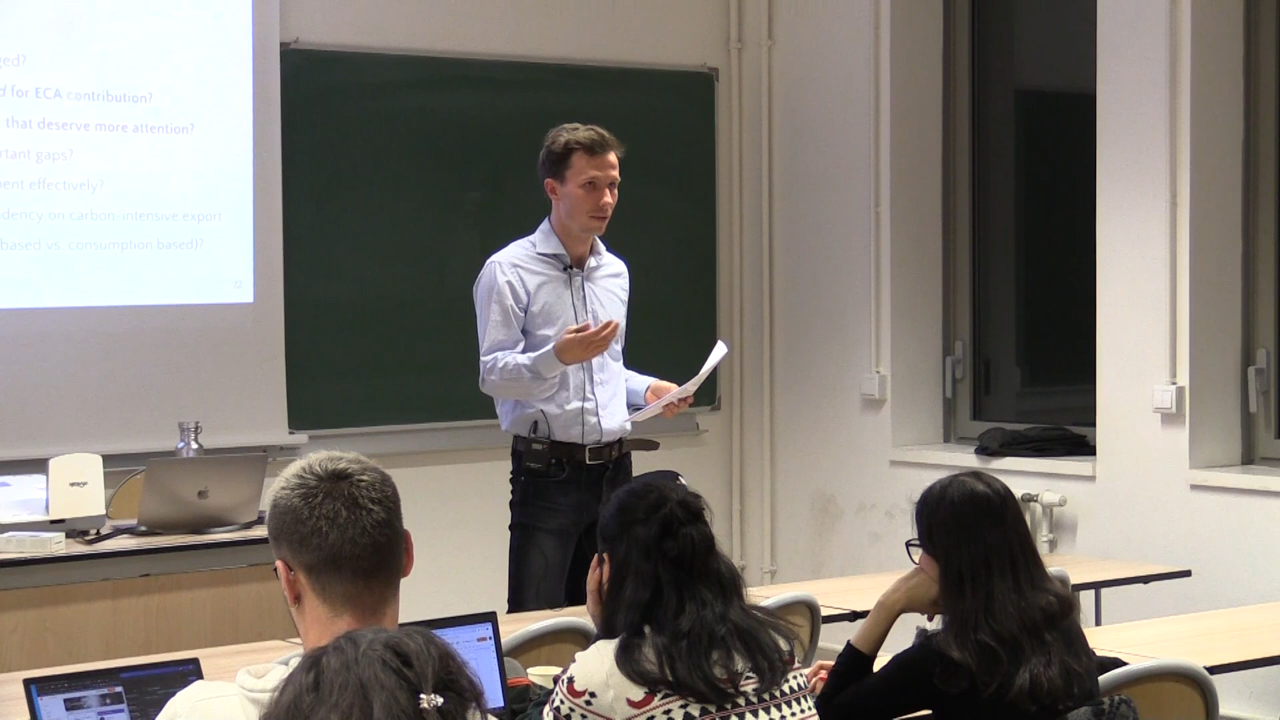 ged?
d for ECA contribution?
that deserve more attention?
rtant gaps?
ent effectively?
dency on carbon-intensive export
based vs. consumption based)?